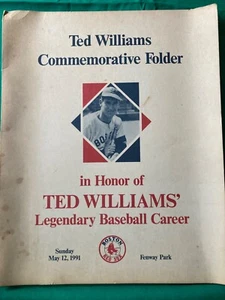 Ted Williams
Commemorative Folder
BOSTON
in Honor of
TED WILLIAMS'
Legendary Baseball Career
Sunday
May 12, 1991
BOSTON
RED SOX
Fenway Park